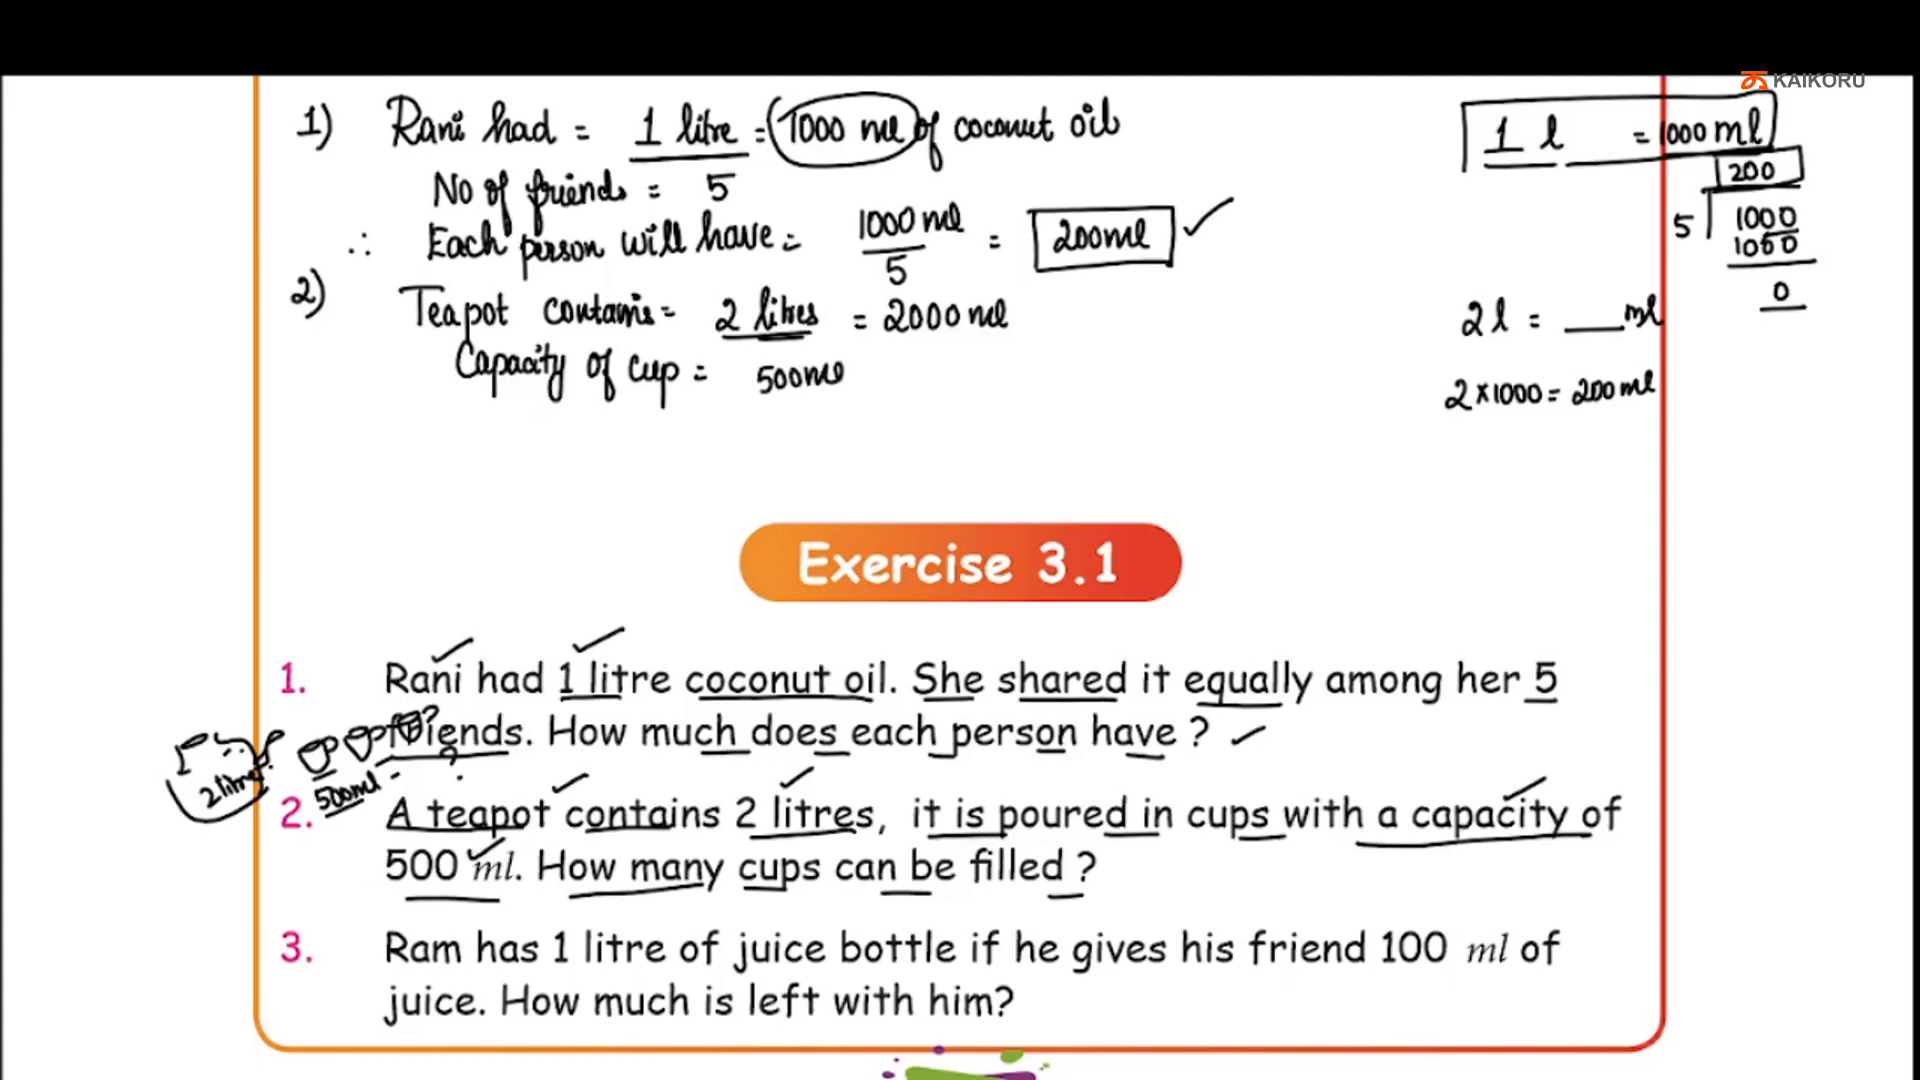 KAIKORU
1) Rani had = 1 litre = 1000 ml of coconut oil
No of friends = 5
∴ Each person will have = 1000 ml / 5 = 200ml ✓
2) Teapot contains = 2 litres = 2000 ml
Capacity of cup = 500ml
1 l = 1000 ml
200
5 1000
1000
0
2 l = ___ ml
2 × 1000 = 200 ml
Exercise 3.1
1. Rani had 1 litre coconut oil. She shared it equally among her 5
friends. How much does each person have ?
2 litre
500ml
2. A teapot contains 2 litres, it is poured in cups with a capacity of
500 ml. How many cups can be filled ?
3. Ram has 1 litre of juice bottle if he gives his friend 100 ml of
juice. How much is left with him?